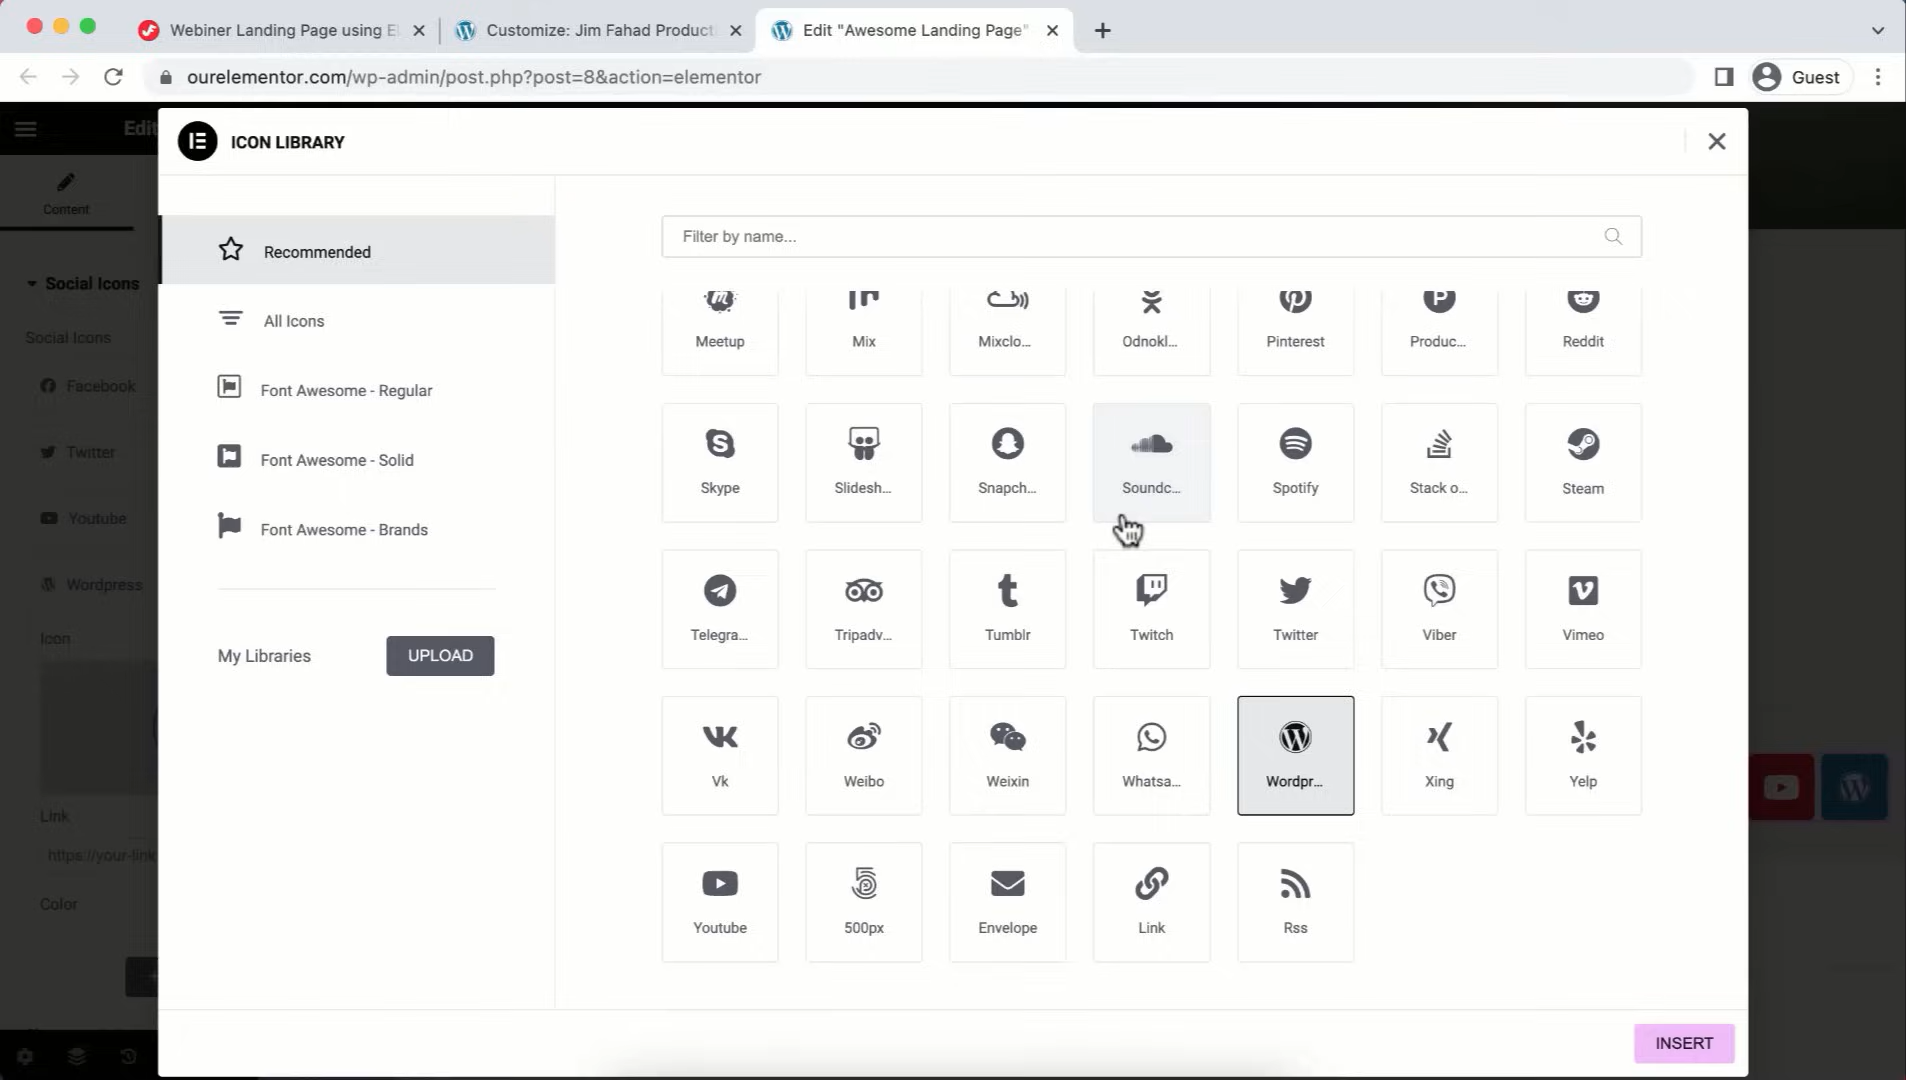 Webiner Landing Page using E
Customize: Jim Fahad Product
Edit "Awesome Landing Page"
ourelementor.com/wp-admin/post.php?post=8&action=elementor
Guest
Edit
ICON LIBRARY
Content
Recommended
Filter by name...
Social Icons
All Icons
Meetup
Mix
Mixclo...
Odnokl...
Pinterest
Produc...
Reddit
Social Icons
Facebook
Font Awesome - Regular
Twitter
Font Awesome - Solid
Skype
Slidesh...
Snapch...
Soundc...
Spotify
Stack o...
Steam
Youtube
Font Awesome - Brands
Wordpress
Icon
My Libraries
UPLOAD
Telegra...
Tripadv...
Tumblr
Twitch
Twitter
Viber
Vimeo
Vk
Weibo
Weixin
Whatsa...
Wordpr...
Xing
Yelp
Link
https://your-link
Color
Youtube
500px
Envelope
Link
Rss
INSERT